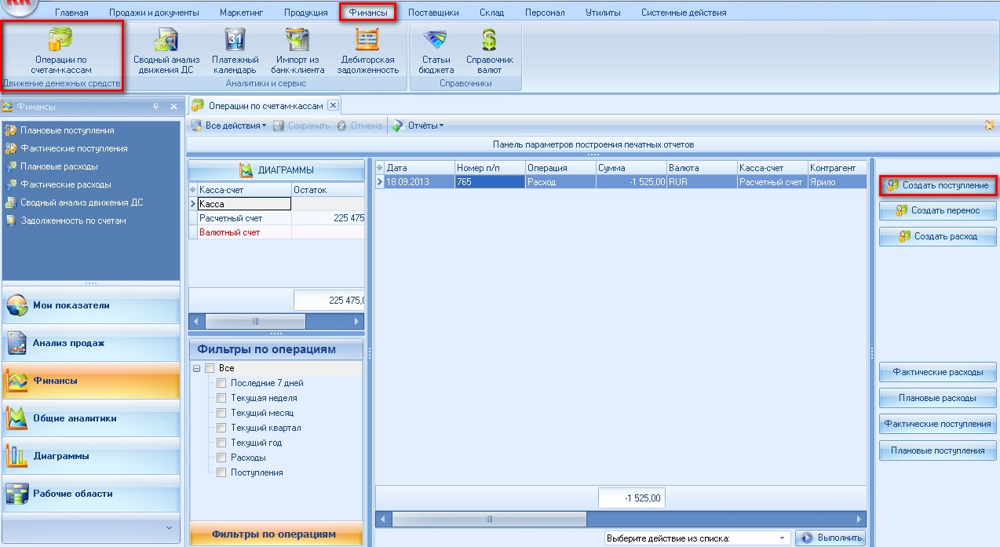 Главная Продажи и документы Маркетинг Продукция Финансы Поставщики Склад Персонал Утилиты Системные действия
Операции по счетам-кассам
Сводный анализ движения ДС
Платежный календарь
Импорт из банк-клиента
Дебиторская задолженность
Статьи бюджета
Справочник валют
Движение денежных средств Аналитики и сервис Справочники
Финансы
Плановые поступления
Фактические поступления
Плановые расходы
Фактические расходы
Сводный анализ движения ДС
Задолженность по счетам
Мои показатели
Анализ продаж
Финансы
Общие аналитики
Диаграммы
Рабочие области
Операции по счетам-кассам
Все действия Сохранить Отмена Отчёты
Панель параметров построения печатных отчетов
ДИАГРАММЫ
Остаток
Касса
Расчетный счет 225 475
Валютный счет
225 475,
Фильтры по операциям
Все
Последние 7 дней
Текущая неделя
Текущий месяц
Текущий квартал
Текущий год
Расходы
Поступления
Фильтры по операциям
Дата Номер п/п Операция Сумма Валюта Касса-счет Контрагент
18.09.2013 765 Расход -1 525,00 RUR Расчетный счет Ярило
-1 525,00
Выберите действие из списка: Выполнить
Создать поступление
Создать перенос
Создать расход
Фактические расходы
Плановые расходы
Фактические поступления
Плановые поступления